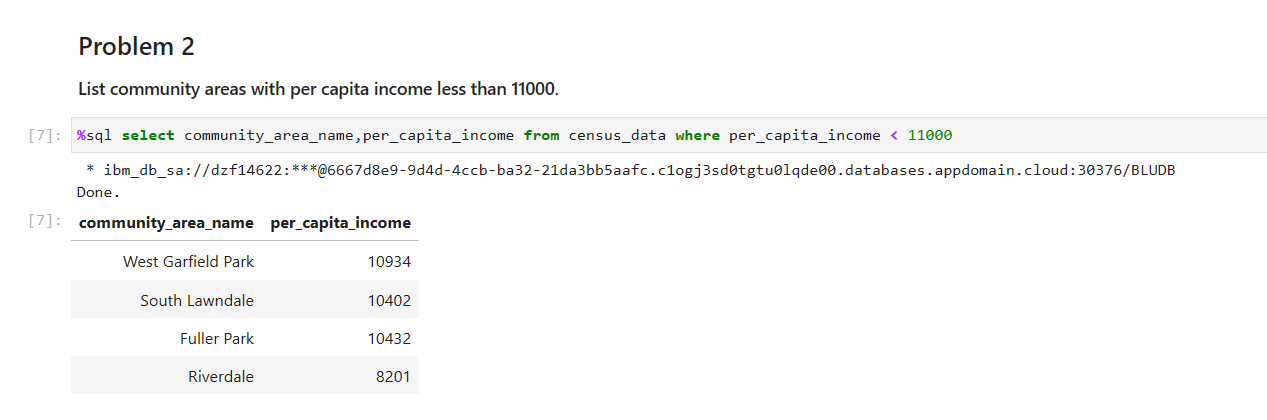 Problem 2
List community areas with per capita income less than 11000.
[7]: %sql select community_area_name,per_capita_income from census_data where per_capita_income < 11000
* ibm_db_sa://dzf14622:***@6667d8e9-9d4d-4ccb-ba32-21da3bb5aafc.c1ogj3sd0tgtu0lqde00.databases.appdomain.cloud:30376/BLUDB
Done.
[7]: community_area_name per_capita_income
West Garfield Park 10934
South Lawndale 10402
Fuller Park 10432
Riverdale 8201